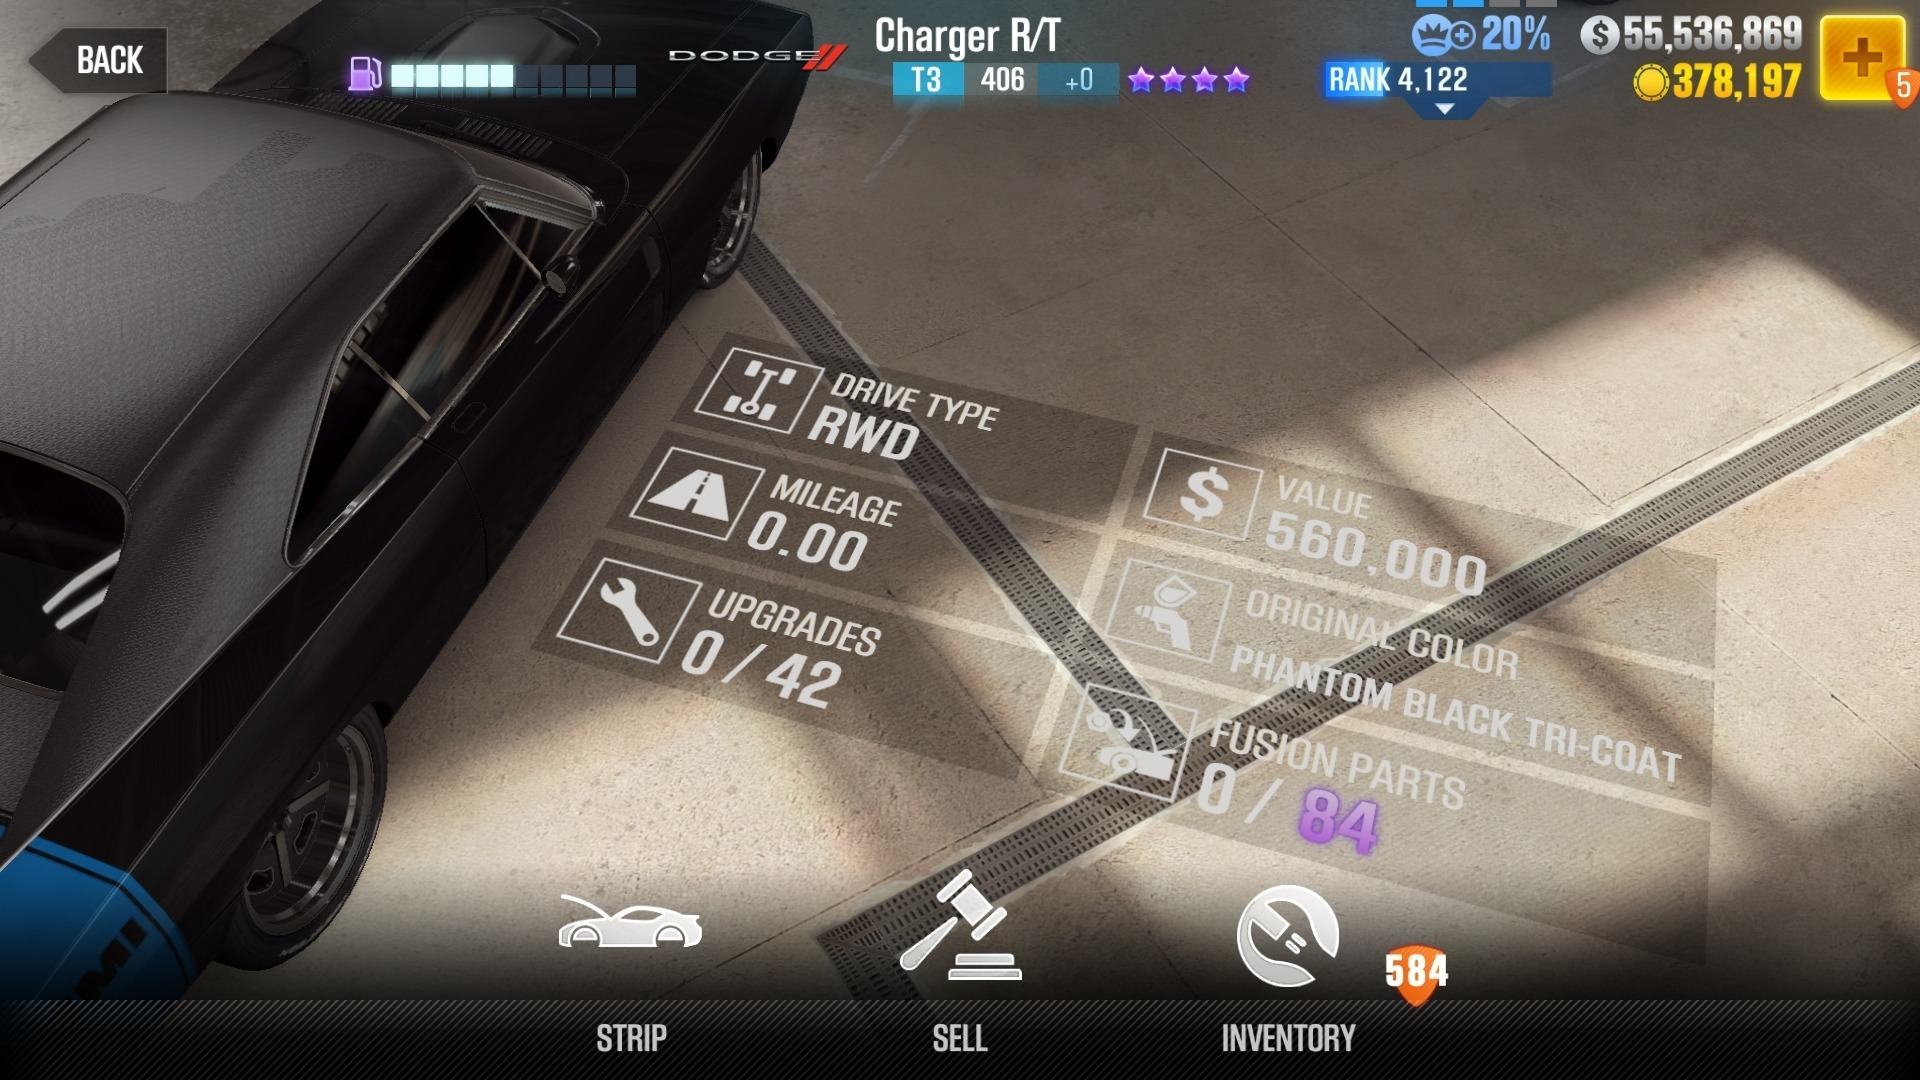 BACK
DODGE
Charger R/T
T3 406 +0
20%
RANK 4,122
$ 55,536,869
378,197
5
DRIVE TYPE
RWD
MILEAGE
0.00
UPGRADES
0 / 42
$ VALUE
560,000
ORIGINAL COLOR
PHANTOM BLACK TRI-COAT
FUSION PARTS
0 / 84
584
STRIP
SELL
INVENTORY